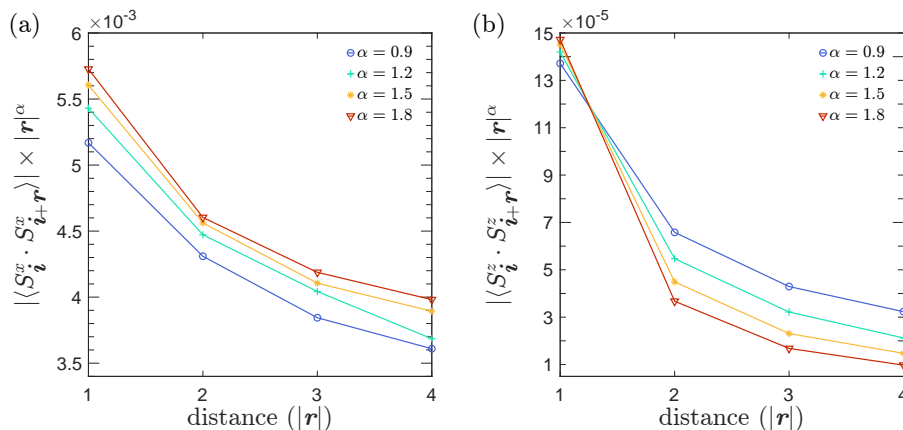 (a)
×10⁻³
6
5.5
5
4.5
4
3.5
1 2 3 4
|⟨S^x_i · S^x_{i+r}⟩| × |r|^α
distance (|r|)
α = 0.9
α = 1.2
α = 1.5
α = 1.8
(b)
×10⁻⁵
15
13
11
9
7
5
3
1
1 2 3 4
|⟨S^z_i · S^z_{i+r}⟩| × |r|^α
distance (|r|)
α = 0.9
α = 1.2
α = 1.5
α = 1.8